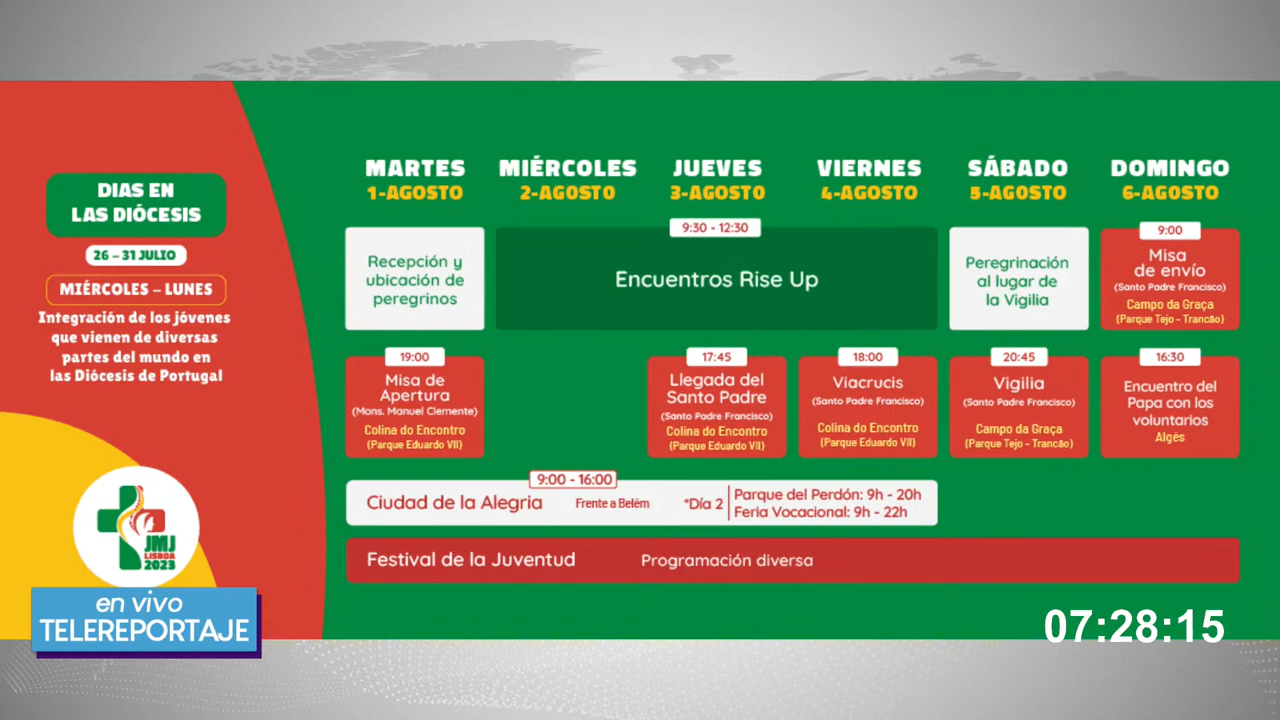 DIAS EN
LAS DIÓCESIS
26 – 31 JULIO
MIÉRCOLES – LUNES
Integración de los jóvenes
que vienen de diversas
partes del mundo en
las Diócesis de Portugal
JMJ
LISBOA
2023
en vivo
TELEREPORTAJE
MARTES
1-AGOSTO
MIÉRCOLES
2-AGOSTO
JUEVES
3-AGOSTO
VIERNES
4-AGOSTO
SÁBADO
5-AGOSTO
DOMINGO
6-AGOSTO
Recepción y
ubicación de
peregrinos
9:30 - 12:30
Encuentros Rise Up
Peregrinación
al lugar de
la Vigilia
9:00
Misa
de envío
(Santo Padre Francisco)
Campo da Graça
(Parque Tejo - Trancão)
19:00
Misa de
Apertura
(Mons. Manuel Clemente)
Colina do Encontro
(Parque Eduardo VII)
17:45
Llegada del
Santo Padre
(Santo Padre Francisco)
Colina do Encontro
(Parque Eduardo VII)
18:00
Viacrucis
(Santo Padre Francisco)
Colina do Encontro
(Parque Eduardo VII)
20:45
Vigilia
(Santo Padre Francisco)
Campo da Graça
(Parque Tejo - Trancão)
16:30
Encuentro del
Papa con los
voluntarios
Algés
9:00 - 16:00
Ciudad de la Alegria Frente a Belém *Día 2
Parque del Perdón: 9h - 20h
Feria Vocacional: 9h - 22h
Festival de la Juventud Programación diversa
07:28:15